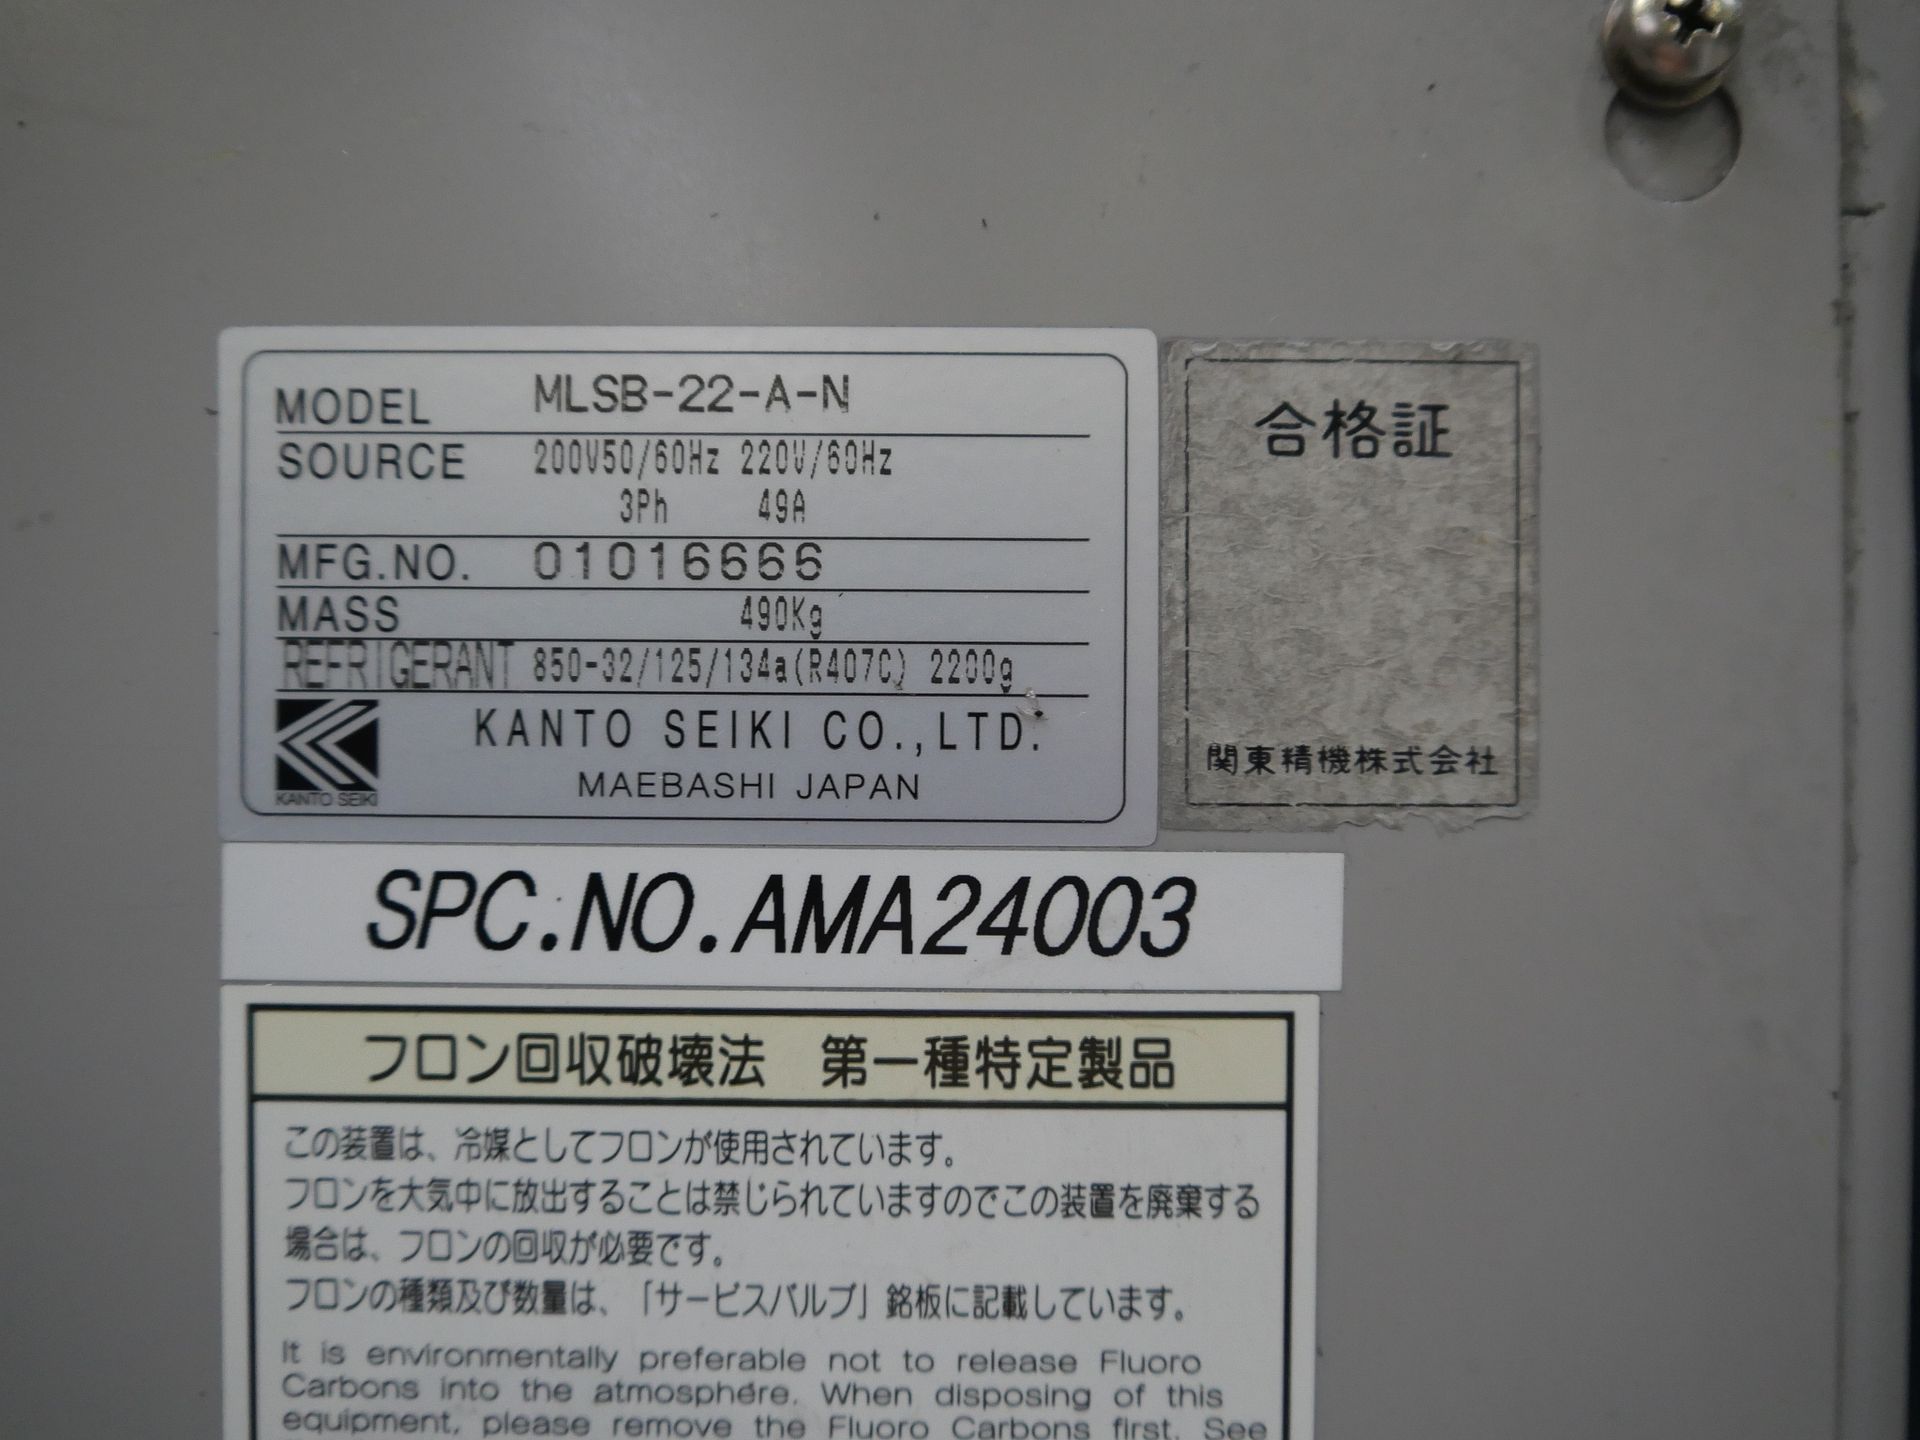 MODEL MLSB-22-A-N
SOURCE 200V50/60Hz 220V/60Hz
3Ph 49A
MFG.NO. 01016666
MASS 490Kg
REFRIGERANT 850-32/125/134a(R407C) 2200g
KANTO SEIKI CO.,LTD.
KANTO SEIKI
MAEBASHI JAPAN
合格証
関東精機株式会社
SPC.NO.AMA24003
フロン回収破壊法 第一種特定製品
この装置は、冷媒としてフロンが使用されています。
フロンを大気中に放出することは禁じられていますのでこの装置を廃棄する
場合は、フロンの回収が必要です。
フロンの種類及び数量は、「サービスバルブ」銘板に記載しています。
It is environmentally preferable not to release Fluoro
Carbons into the atmosphere. When disposing of this
equipment, please remove the Fluoro Carbons first. See